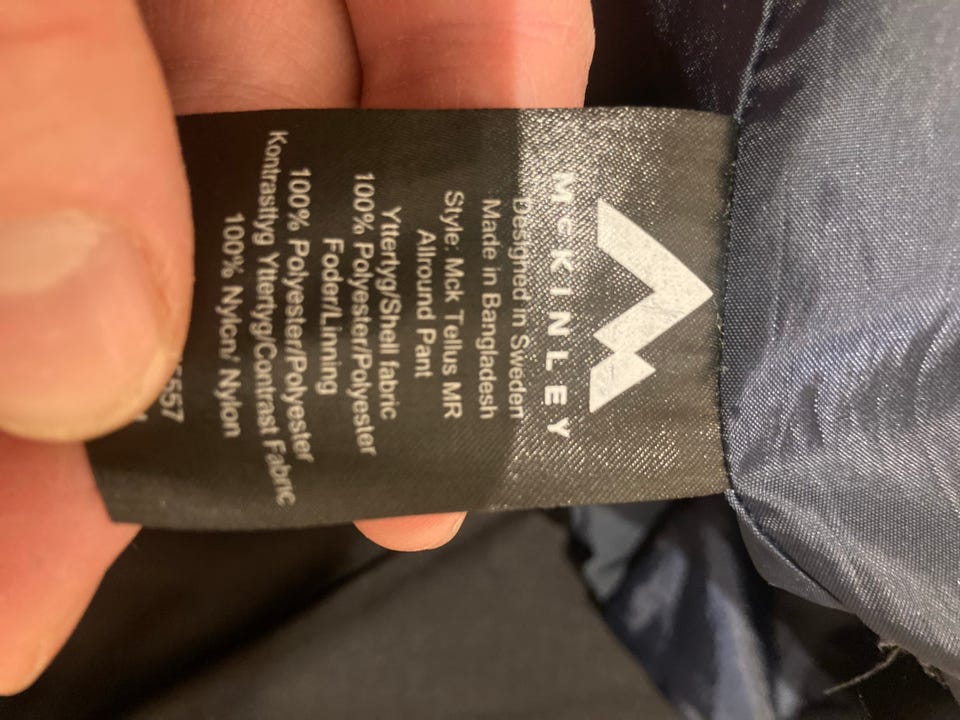 McKINLEY
Designed in Sweden
Made in Bangladesh
Style: Mck Tellus MR
Allround Pant
Yttertyg/Shell fabric
100% Polyester/Polyester
Foder/Linning
100% Polyester/Polyester
Kontrasttyg Yttertyg/Contrast Fabric
100% Nylon/ Nylon